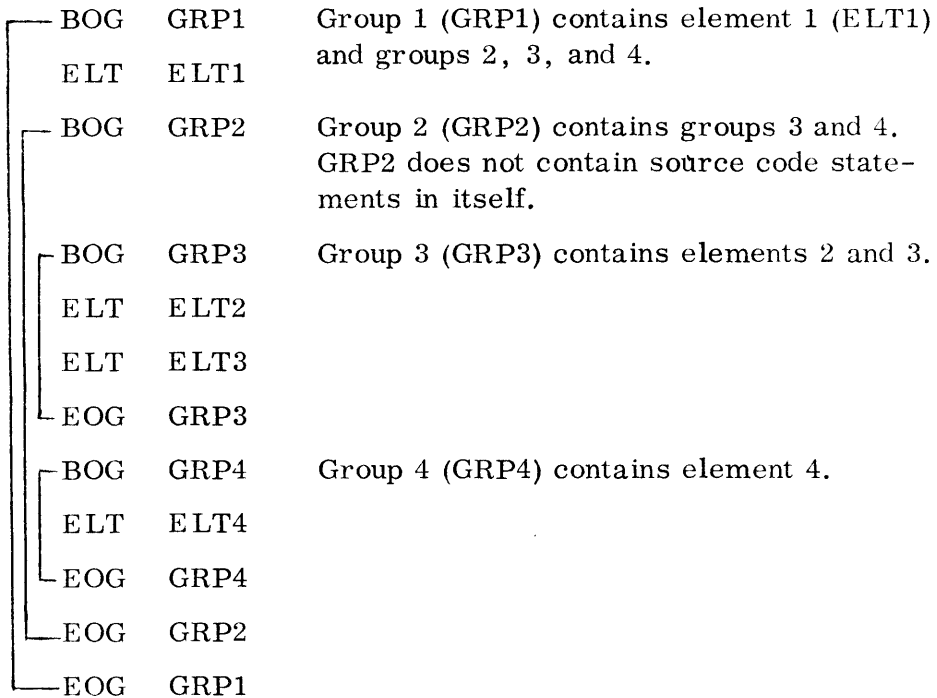 BOG GRP1 Group 1 (GRP1) contains element 1 (ELT1)
ELT ELT1 and groups 2, 3, and 4.
BOG GRP2 Group 2 (GRP2) contains groups 3 and 4.
GRP2 does not contain source code state-
ments in itself.
BOG GRP3 Group 3 (GRP3) contains elements 2 and 3.
ELT ELT2
ELT ELT3
EOG GRP3
BOG GRP4 Group 4 (GRP4) contains element 4.
ELT ELT4
EOG GRP4
EOG GRP2
EOG GRP1